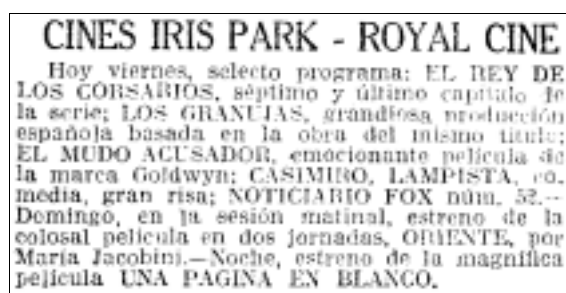 CINES IRIS PARK - ROYAL CINE
Hoy viernes, selecto programa: EL REY DE
LOS CORSARIOS, séptimo y último capítulo de
la serie; LOS GRANUJAS, grandiosa producción
española basada en la obra del mismo título;
EL MUDO ACUSADOR, emocionante película de
la marca Goldwyn; CASIMIRO, LAMPISTA, co-
media, gran risa; NOTICIARIO FOX núm. 52.—
Domingo, en la sesión matinal, estreno de la
colosal película en dos jornadas, ORIENTE, por
María Jacobini.—Noche, estreno de la magnífica
película UNA PAGINA EN BLANCO.